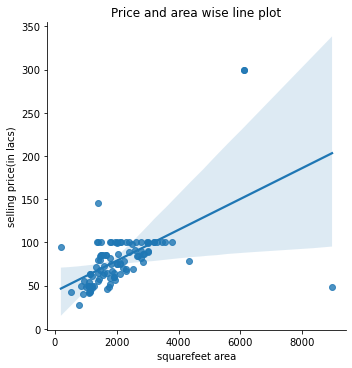 Price and area wise line plot
350
300
250
200
150
100
50
0
selling price(in lacs)
0 2000 4000 6000 8000
squarefeet area